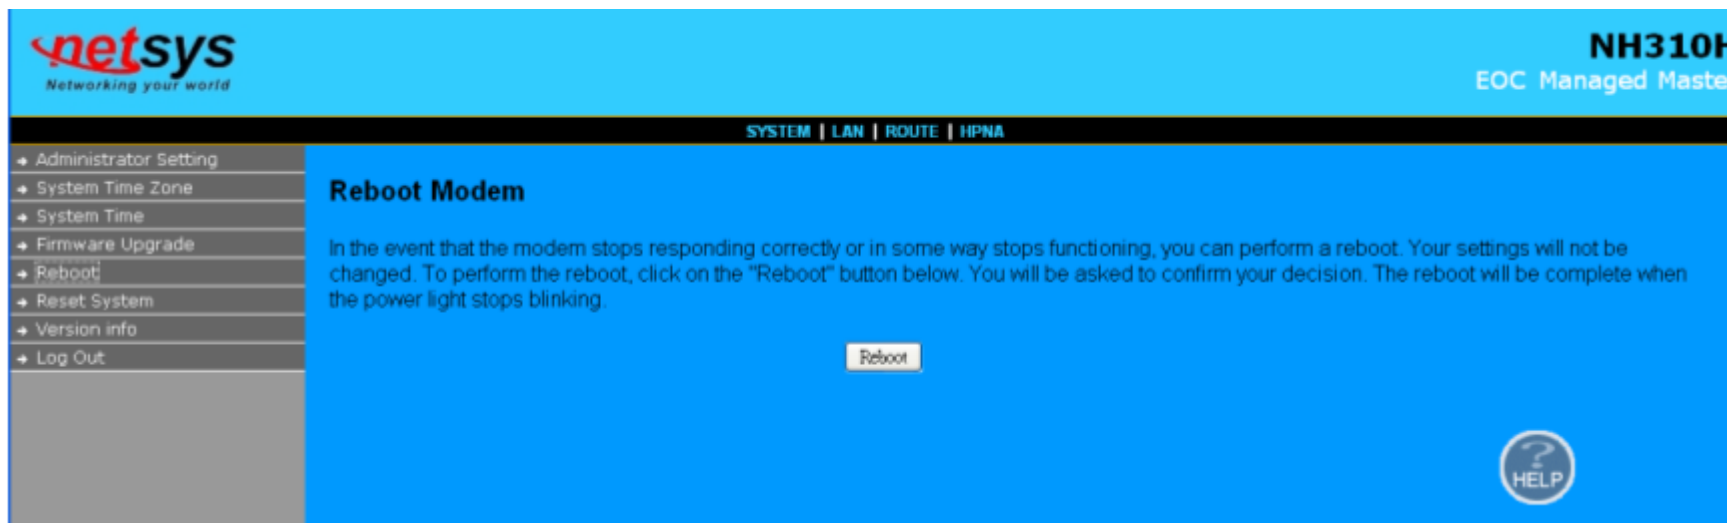 netsys
Networking your world
NH310H
EOC Managed Maste
SYSTEM | LAN | ROUTE | HPNA
Administrator Setting
System Time Zone
System Time
Firmware Upgrade
Reboot
Reset System
Version info
Log Out
Reboot Modem
In the event that the modem stops responding correctly or in some way stops functioning, you can perform a reboot. Your settings will not be
changed. To perform the reboot, click on the "Reboot" button below. You will be asked to confirm your decision. The reboot will be complete when
the power light stops blinking.
Reboot
?
HELP